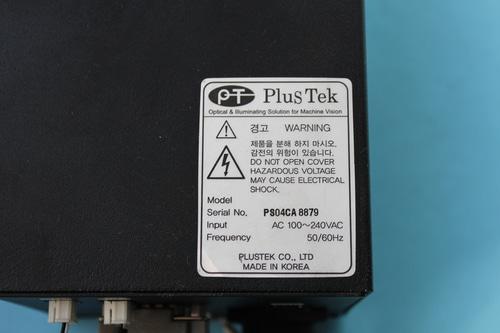 PT PlusTek
Optical & Illuminating Solution for Machine Vision
경고 WARNING
제품을 분해 하지 마시오.
감전의 위험이 있습니다.
DO NOT OPEN COVER
HAZARDOUS VOLTAGE
MAY CAUSE ELECTRICAL
SHOCK.
Model
Serial No. PS04CA8879
Input AC 100~240VAC
Frequency 50/60Hz
PLUSTEK CO., LTD
MADE IN KOREA